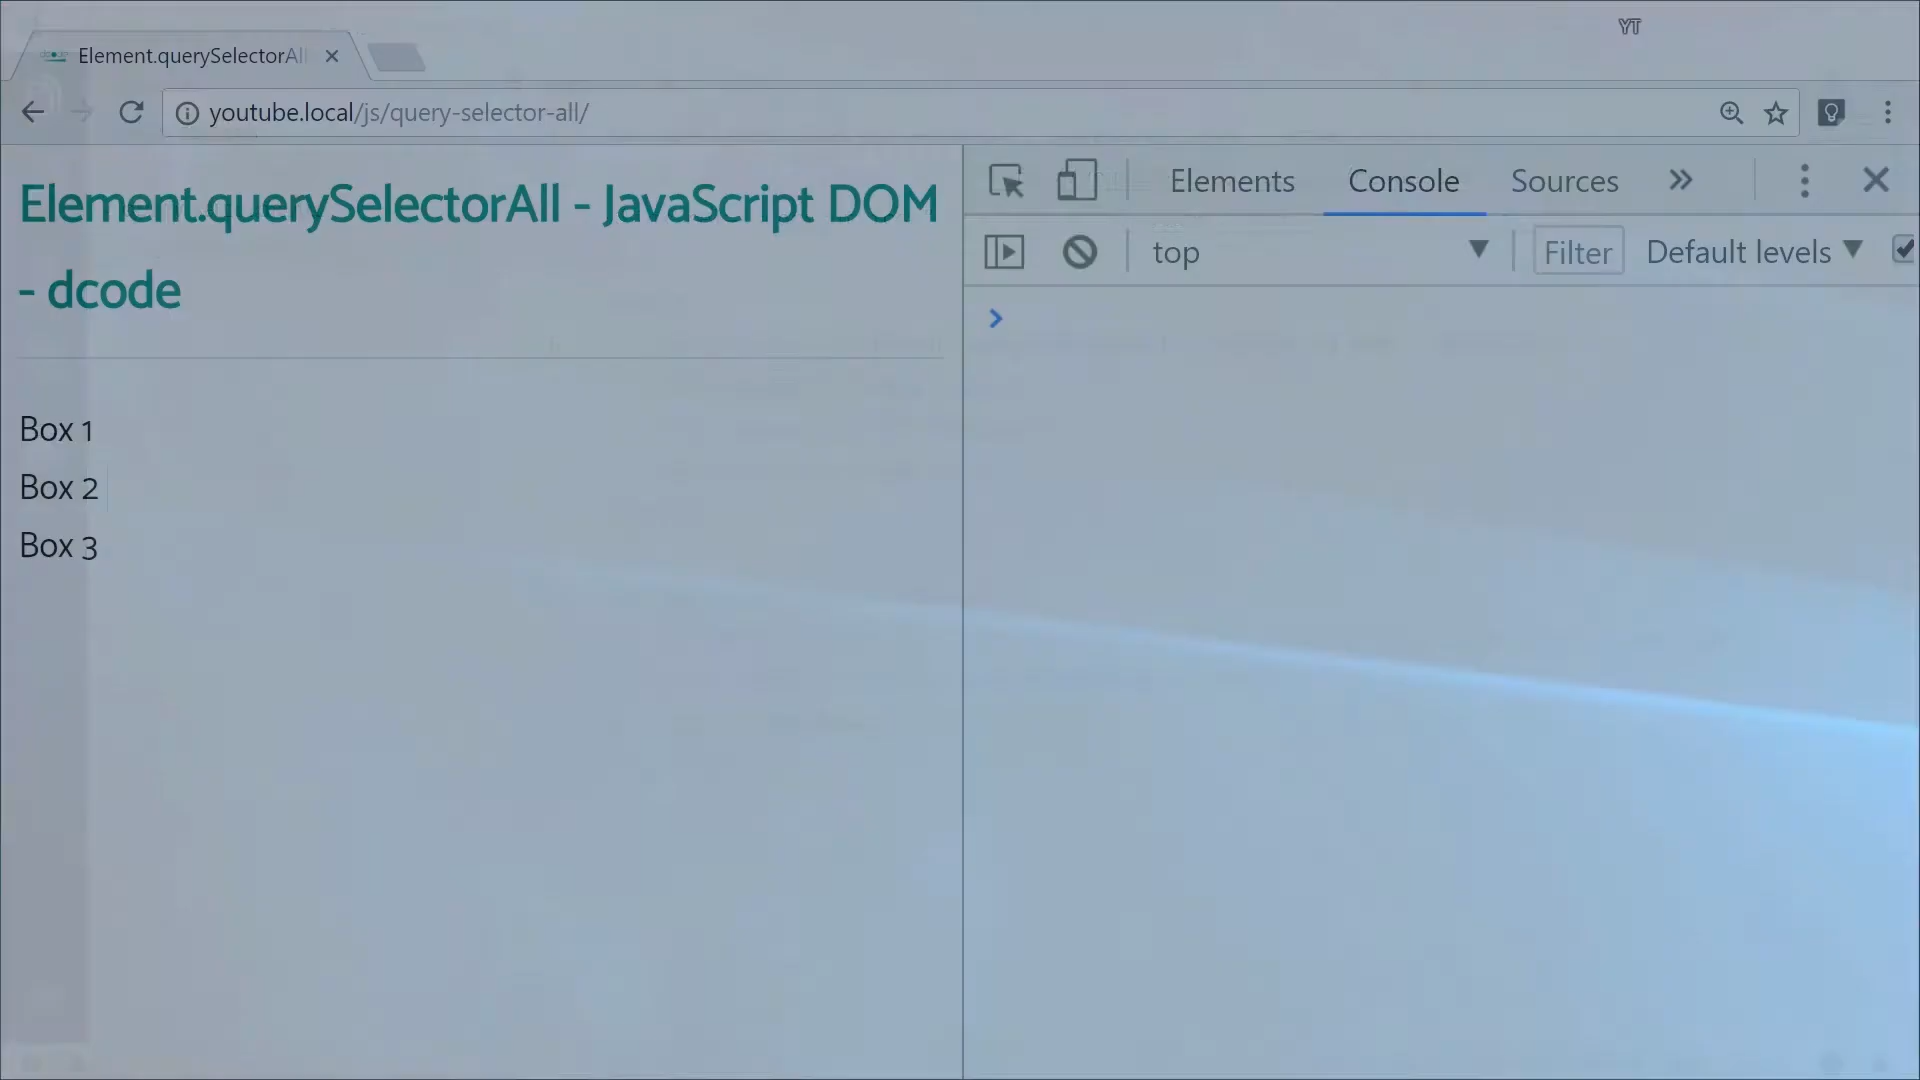 YT
Element.querySelectorAll
youtube.local/js/query-selector-all/
Element.querySelectorAll - JavaScript DOM
- dcode
Box 1
Box 2
Box 3
Elements
Console
Sources
top
Filter
Default levels